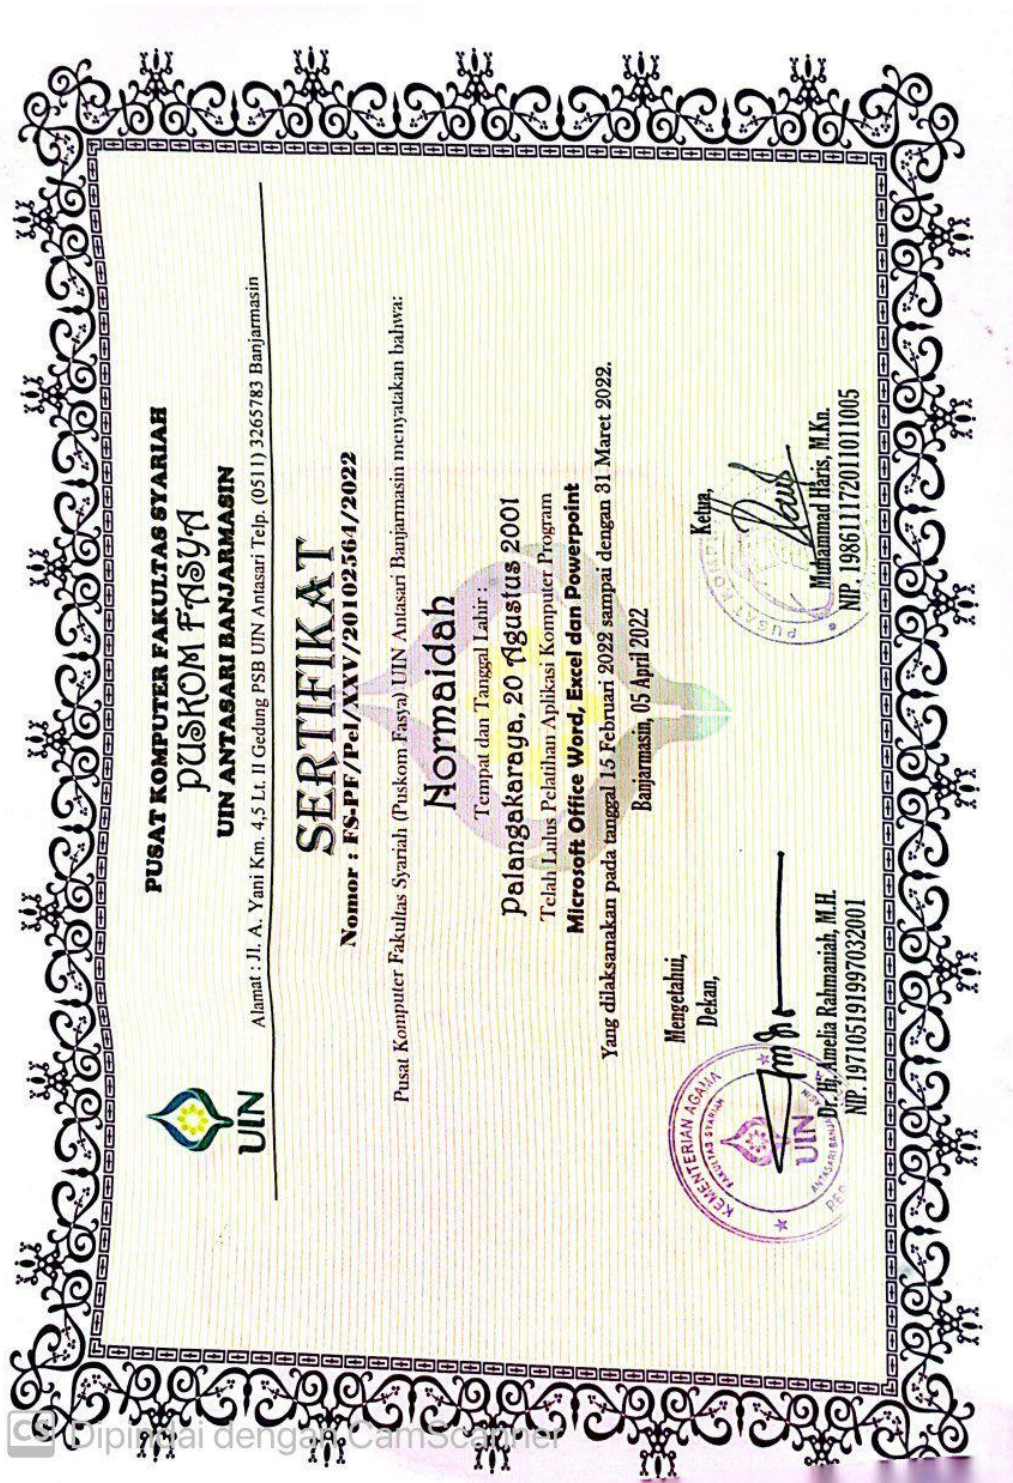 PUSAT KOMPUTER FAKULTAS SYARIAH
PUSKOM FASYA
UIN ANTASARI BANJARMASIN
Alamat : Jl. A. Yani Km. 4,5 Lt. II Gedung PSB UIN Antasari Telp. (0511) 3265783 Banjarmasin
UIN
SERTIFIKAT
Nomor : FS-PF/Pel/XXV/20102564/2022
Pusat Komputer Fakultas Syariah (Puskom Fasya) UIN Antasari Banjarmasin menyatakan bahwa:
Normaidah
Tempat dan Tanggal Lahir :
Palangakaraya, 20 Agustus 2001
Telah Lulus Pelatihan Aplikasi Komputer Program
Microsoft Office Word, Excel dan Powerpoint
Yang dilaksanakan pada tanggal 15 Februari 2022 sampai dengan 31 Maret 2022.
Banjarmasin, 05 April 2022
Mengetahui,
Dekan,
KEMENTERIAN AGAMA
FAKULTAS SYARIAH
UIN
Dr. Hj. Amelia Rahmaniah, M.H.
NIP. 197105191997032001
Ketua,
PUSAT KOM
Muhammad Haris, M.Kn.
NIP. 198611172011011005
CS Dipindai dengan CamScanner